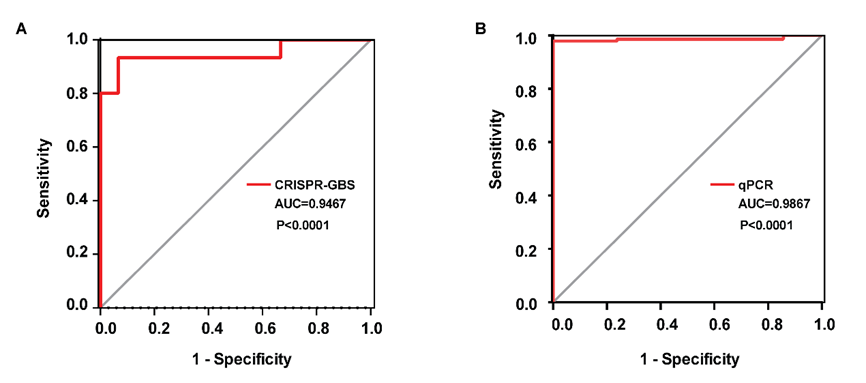 A
1.0
0.8
0.6
0.4
0.2
0.0
Sensitivity
CRISPR-GBS
AUC=0.9467
P<0.0001
0.0 0.2 0.4 0.6 0.8 1.0
1 - Specificity
B
1.0
0.8
0.6
0.4
0.2
0.0
Sensitivity
qPCR
AUC=0.9867
P<0.0001
0.0 0.2 0.4 0.6 0.8 1.0
1 - Specificity